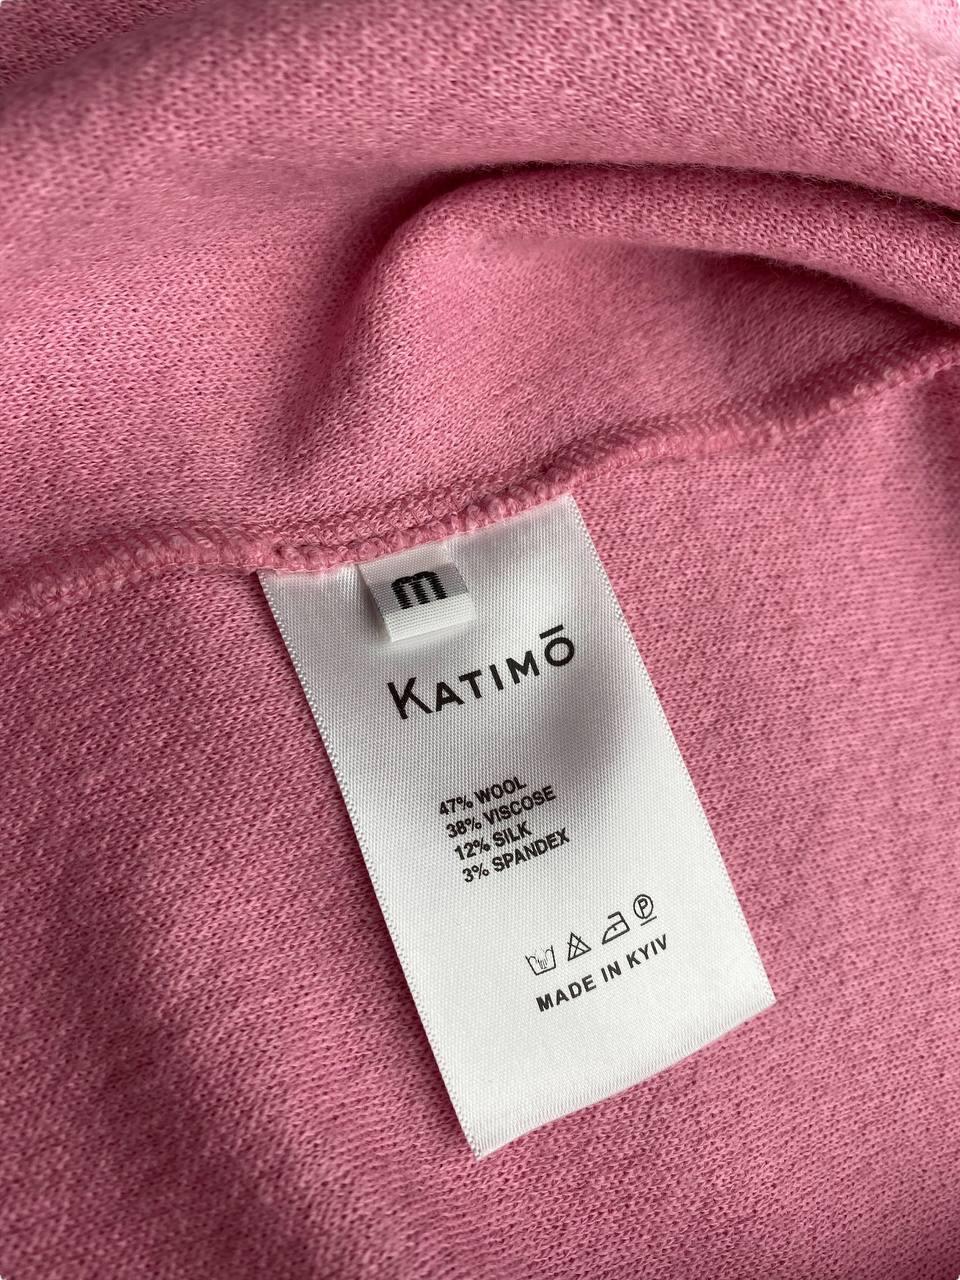 m
KATIMŌ
47% WOOL
38% VISCOSE
12% SILK
3% SPANDEX
P
MADE IN KYIV